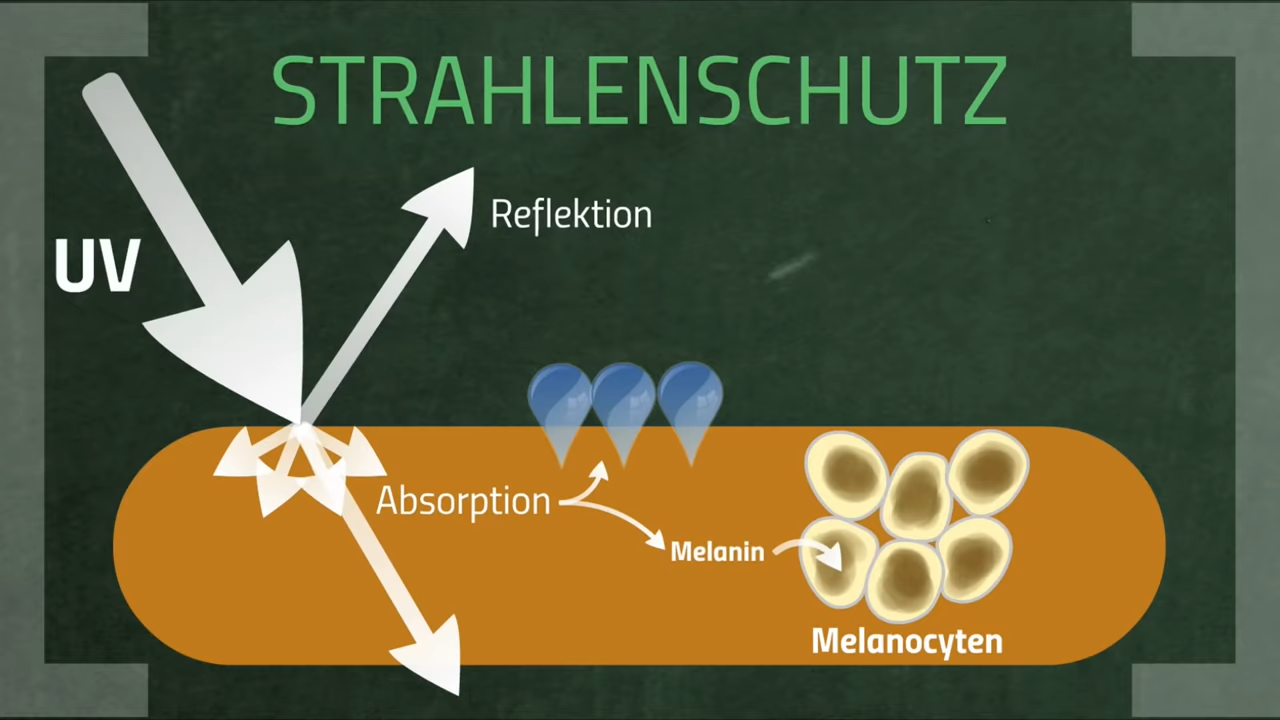 STRAHLENSCHUTZ
Reflektion
UV
Absorption
Melanin
Melanocyten